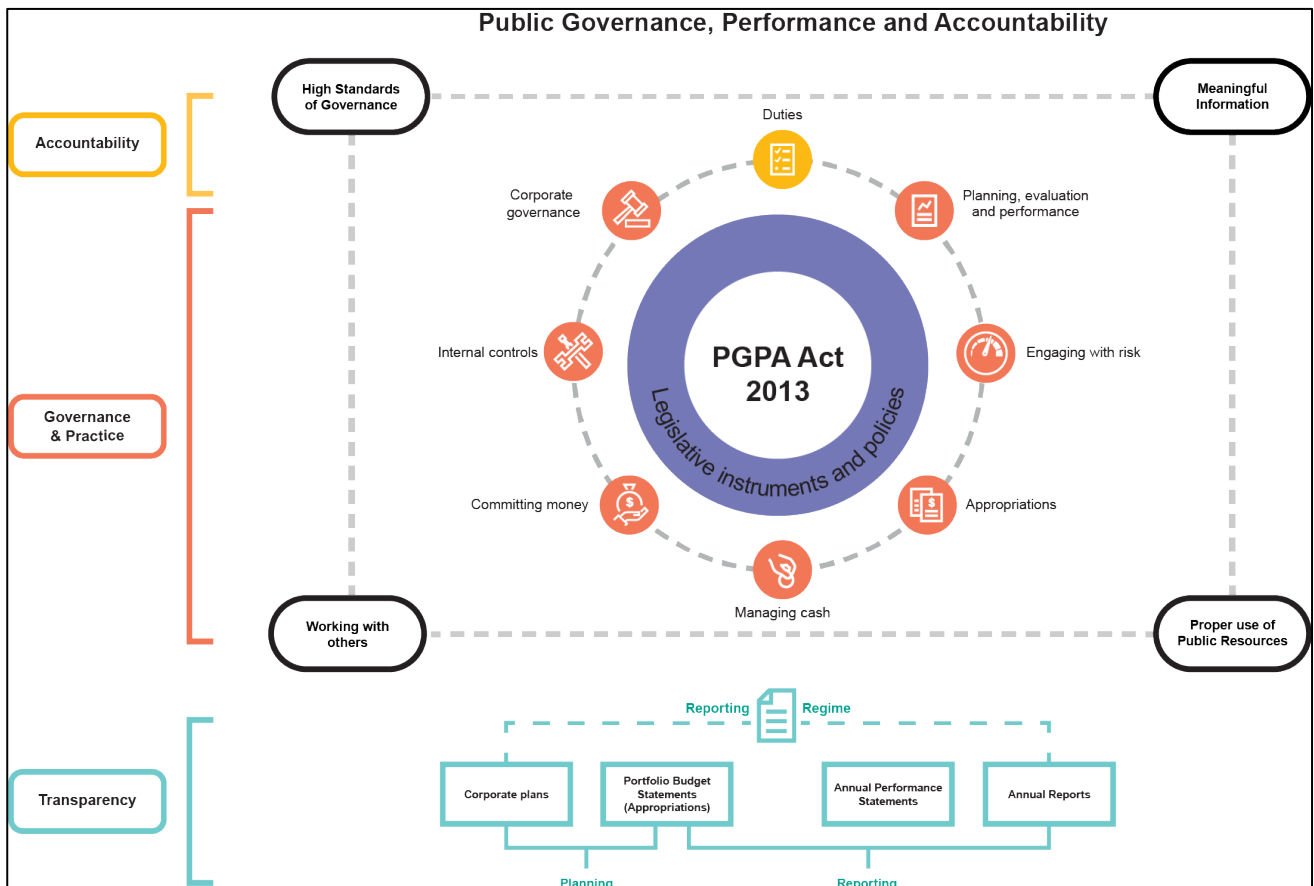 Public Governance, Performance and Accountability
High Standards
of Governance
Meaningful
Information
Accountability
Duties
Corporate
governance
Planning, evaluation
and performance
Internal controls
PGPA Act
2013
Legislative instruments and policies
Engaging with risk
Governance
& Practice
Committing money
Appropriations
Managing cash
Working with
others
Proper use of
Public Resources
Reporting
Regime
Transparency
Corporate plans
Portfolio Budget
Statements
(Appropriations)
Annual Performance
Statements
Annual Reports
Planning
Reporting